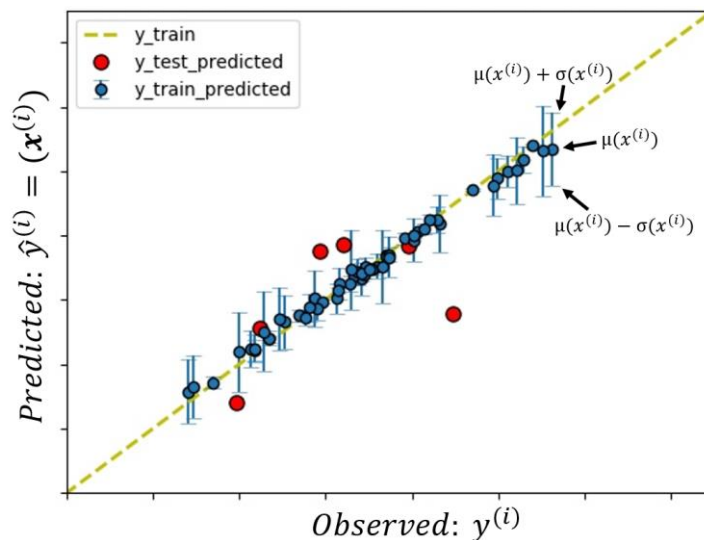 y_train
y_test_predicted
y_train_predicted
μ(x⁽ⁱ⁾) + σ(x⁽ⁱ⁾)
μ(x⁽ⁱ⁾)
μ(x⁽ⁱ⁾) − σ(x⁽ⁱ⁾)
Predicted: ŷ⁽ⁱ⁾ = (𝒙⁽ⁱ⁾)
Observed: y⁽ⁱ⁾